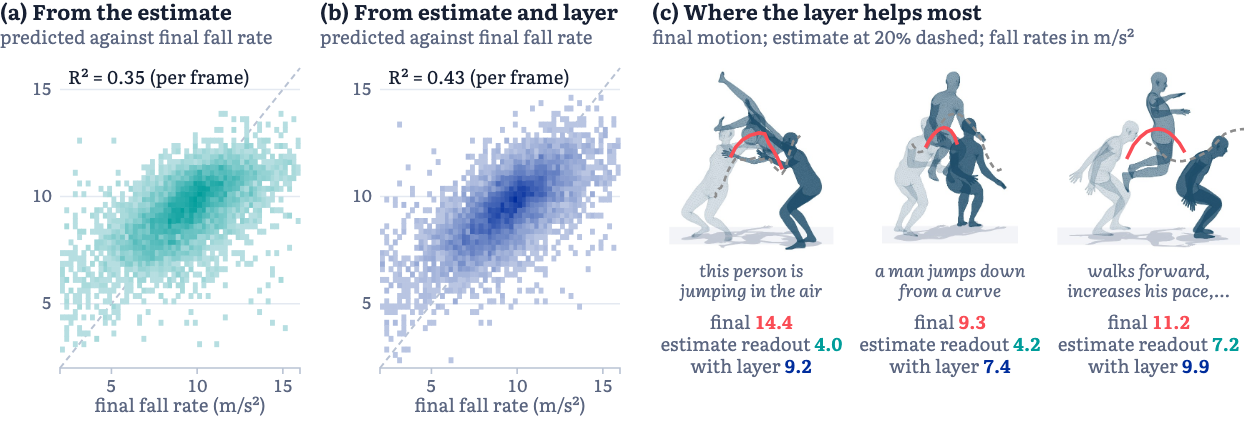 (a) From the estimate
predicted against final fall rate
R² = 0.35 (per frame)
15
10
5
5 10 15
final fall rate (m/s²)
(b) From estimate and layer
predicted against final fall rate
R² = 0.43 (per frame)
15
10
5
5 10 15
final fall rate (m/s²)
(c) Where the layer helps most
final motion; estimate at 20% dashed; fall rates in m/s²
this person is
jumping in the air
final 14.4
estimate readout 4.0
with layer 9.2
a man jumps down
from a curve
final 9.3
estimate readout 4.2
with layer 7.4
walks forward,
increases his pace,...
final 11.2
estimate readout 7.2
with layer 9.9